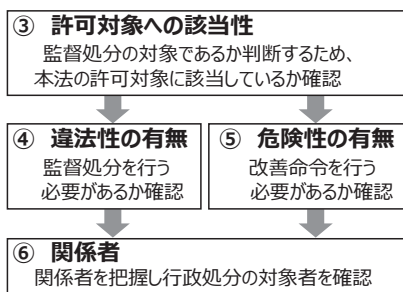 ③ 許可対象への該当性
監督処分の対象であるか判断するため、
本法の許可対象に該当しているか確認
④ 違法性の有無
監督処分を行う
必要があるか確認
⑤ 危険性の有無
改善命令を行う
必要があるか確認
⑥ 関係者
関係者を把握し行政処分の対象者を確認